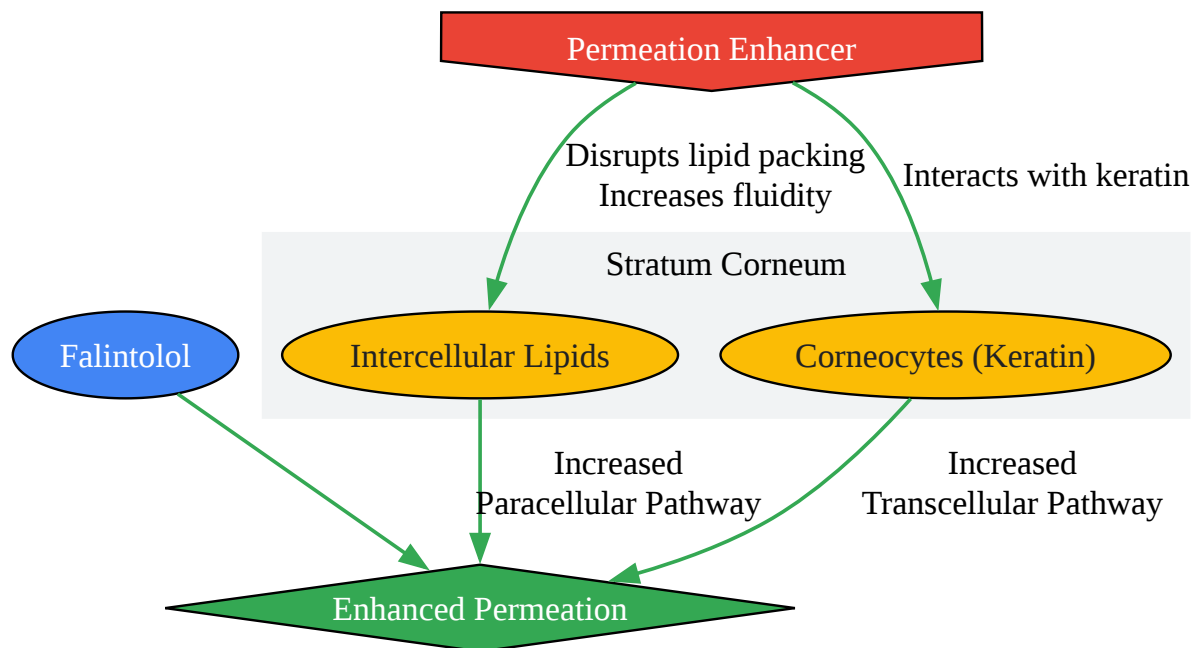 Permeation Enhancer
Disrupts lipid packing
Increases fluidity
Interacts with keratin
Stratum Corneum
Falintolol
Intercellular Lipids
Corneocytes (Keratin)
Increased
Paracellular Pathway
Increased
Transcellular Pathway
Enhanced Permeation